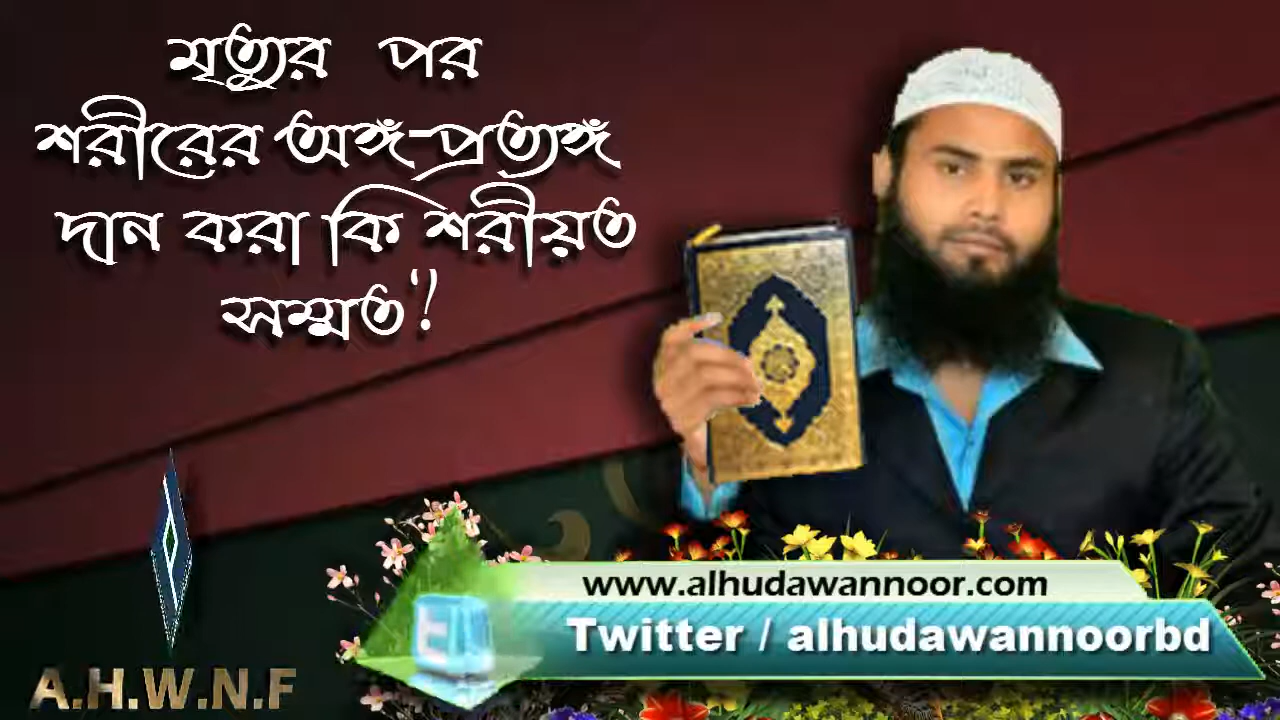 মৃত্যুর পর
শরীরের অঙ্গ-প্রত্যঙ্গ
দান করা কি শরীয়ত
সম্মত?
www.alhudawannoor.com
Twitter / alhudawannoorbd
A.H.W.N.F